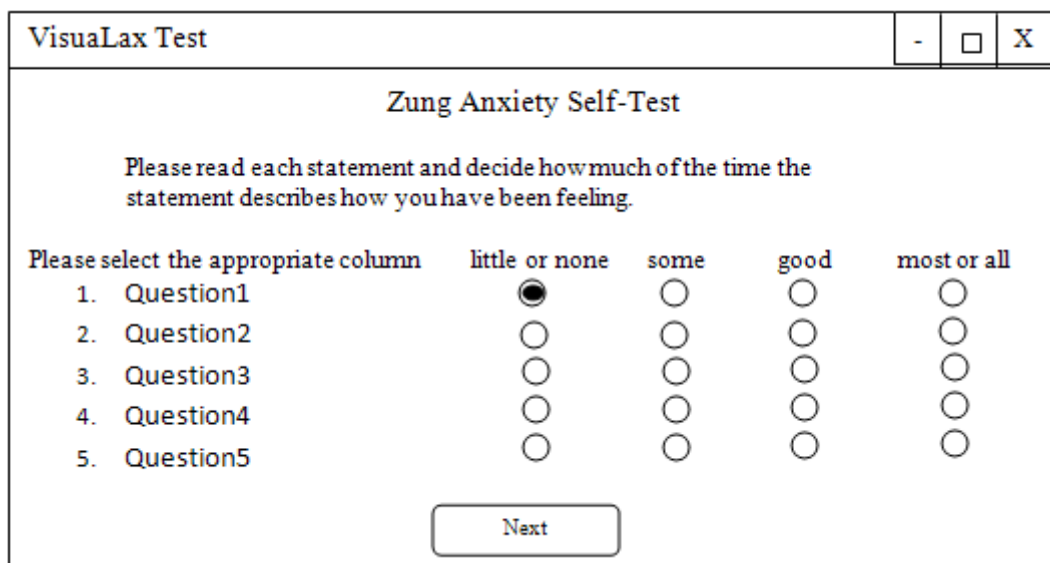 VisuaLax Test - X
Zung Anxiety Self-Test
Please read each statement and decide how much of the time the
statement describes how you have been feeling.
Please select the appropriate column little or none some good most or all
1. Question1
2. Question2
3. Question3
4. Question4
5. Question5
Next